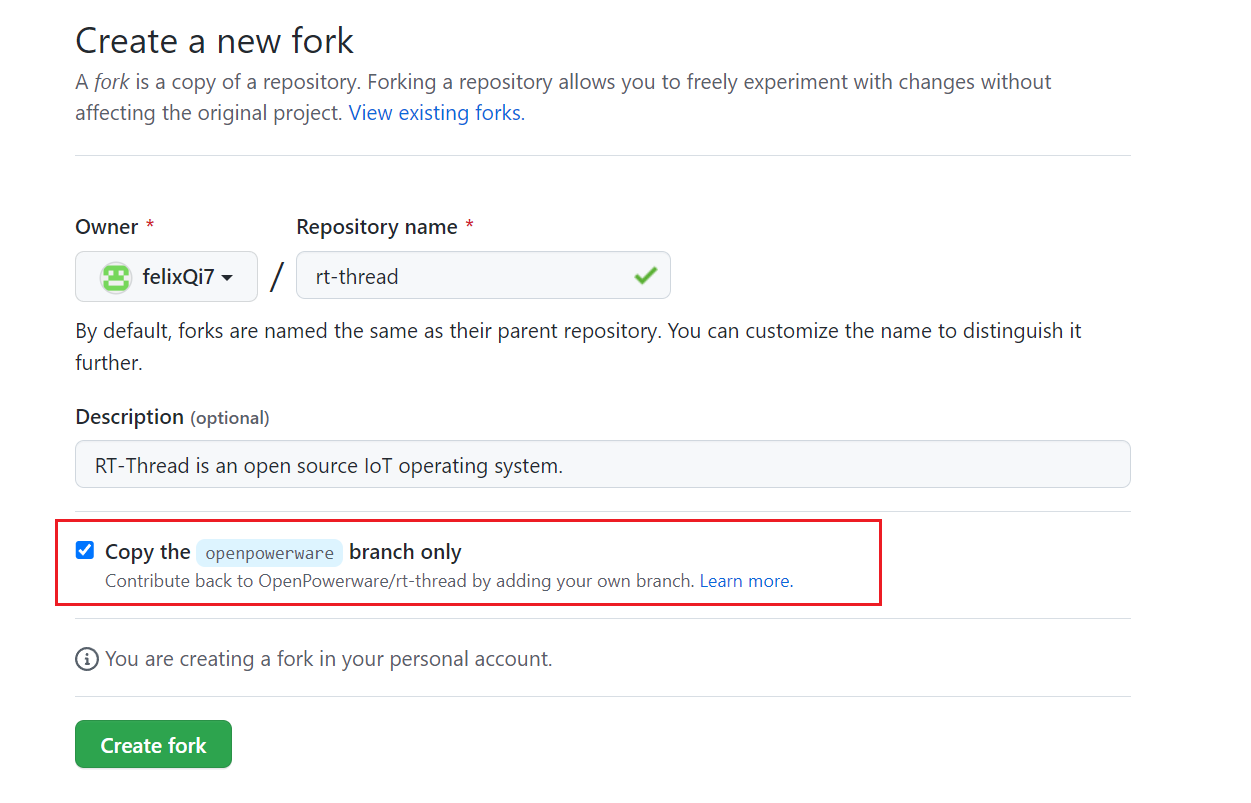 Create a new fork
A fork is a copy of a repository. Forking a repository allows you to freely experiment with changes without
affecting the original project. View existing forks.
Owner * Repository name *
felixQi7 / rt-thread
By default, forks are named the same as their parent repository. You can customize the name to distinguish it
further.
Description (optional)
RT-Thread is an open source IoT operating system.
Copy the openpowerware branch only
Contribute back to OpenPowerware/rt-thread by adding your own branch. Learn more.
You are creating a fork in your personal account.
Create fork